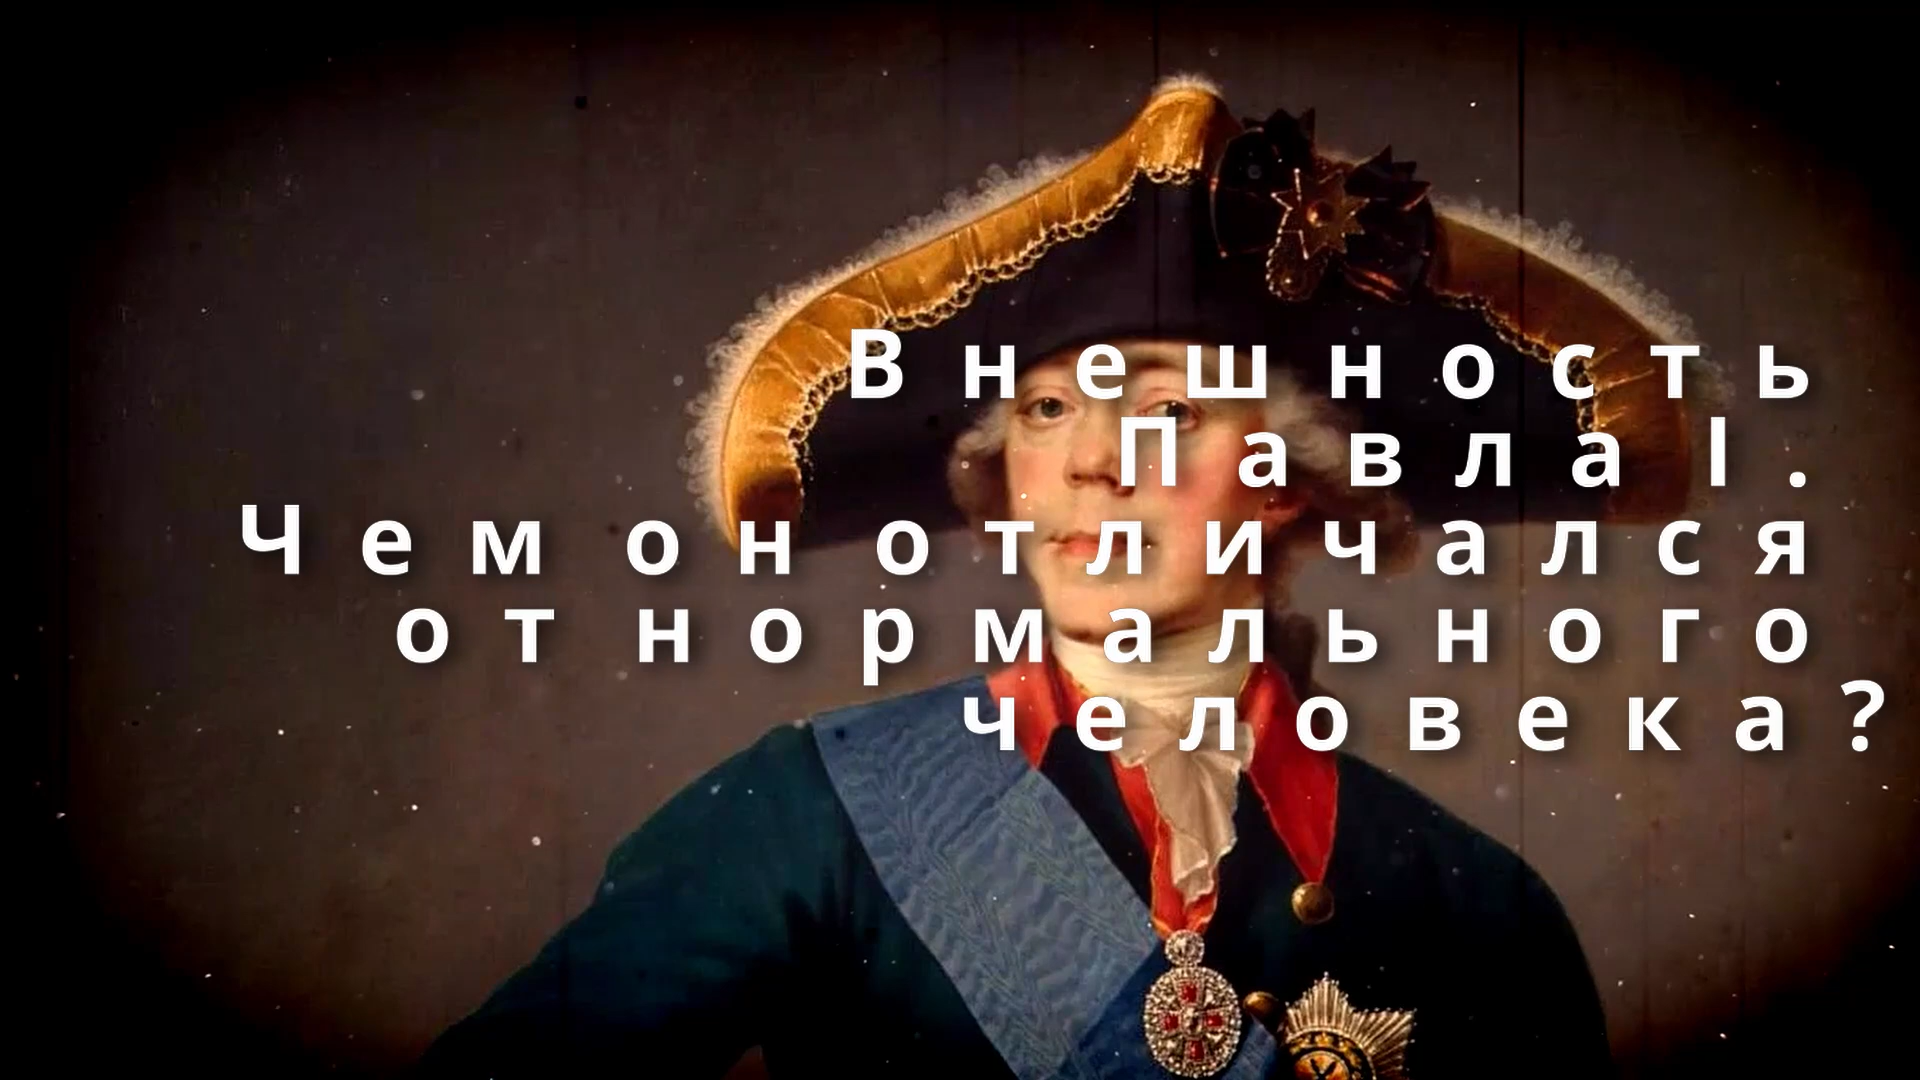 Внешность
Павла I.
Чем он отличался
от нормального
человека?